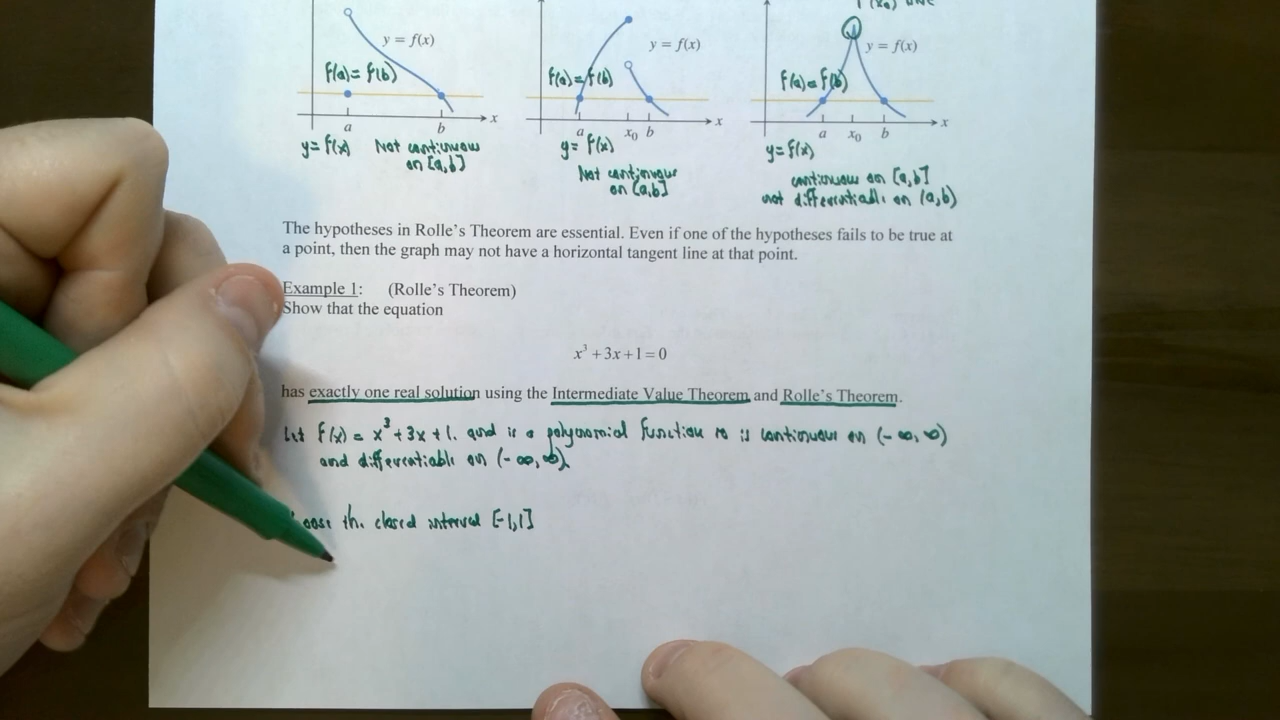 y = f(x)
f(a) = f(b)
a
b
x
y = f(x)
Not continuous
on [a,b]
y = f(x)
f(a) = f(b)
a
x₀
b
x
y = f(x)
Not continuous
on [a,b]
y = f(x)
f(a) = f(b)
a
x₀
b
x
y = f(x)
continuous on [a,b]
not differentiable on (a,b)
The hypotheses in Rolle's Theorem are essential. Even if one of the hypotheses fails to be true at
a point, then the graph may not have a horizontal tangent line at that point.
Example 1: (Rolle's Theorem)
Show that the equation
x³ + 3x + 1 = 0
has exactly one real solution using the Intermediate Value Theorem and Rolle's Theorem.
Let f(x) = x³ + 3x + 1. and is a polynomial function so is continuous on (-∞, ∞)
and differentiable on (-∞, ∞).
the closed interval [-1,1]